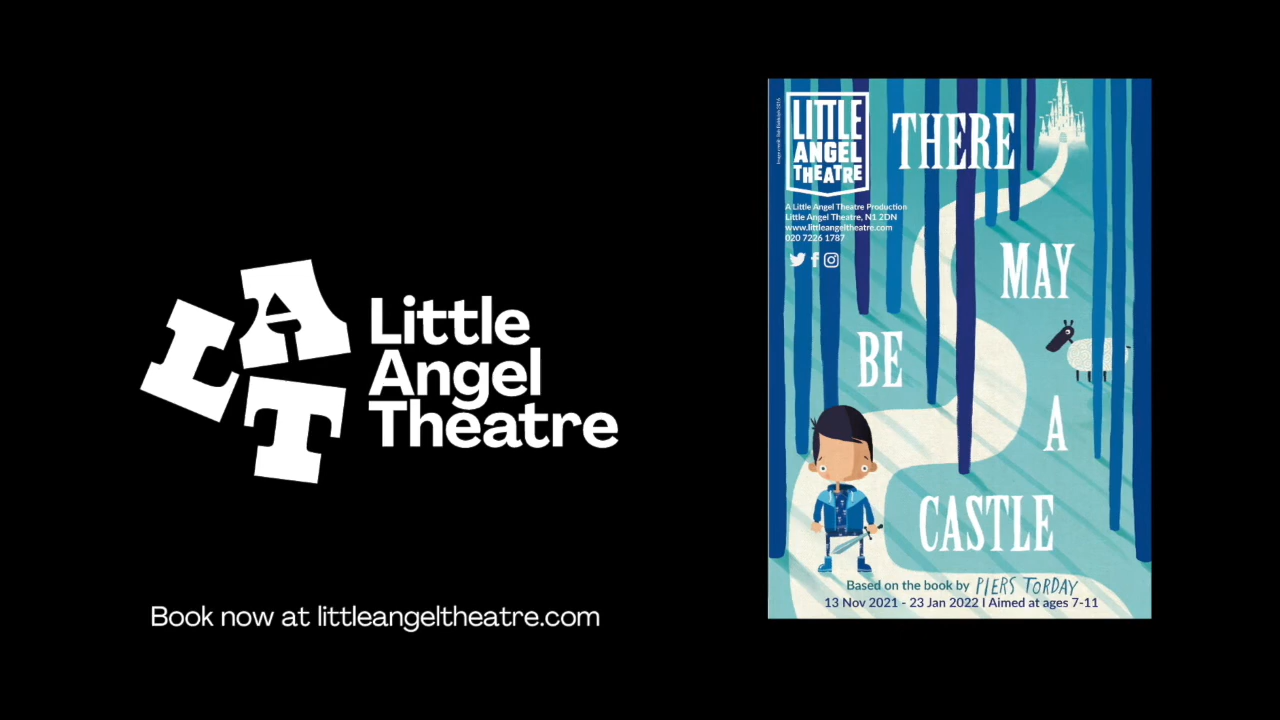 LAT
Little
Angel
Theatre
Book now at littleangeltheatre.com
LITTLE
ANGEL
THEATRE
A Little Angel Theatre Production
Little Angel Theatre, N1 2DN
www.littleangeltheatre.com
020 7226 1787
THERE
MAY
BE
A
CASTLE
Based on the book by PIERS TORDAY
13 Nov 2021 - 23 Jan 2022 I Aimed at ages 7-11